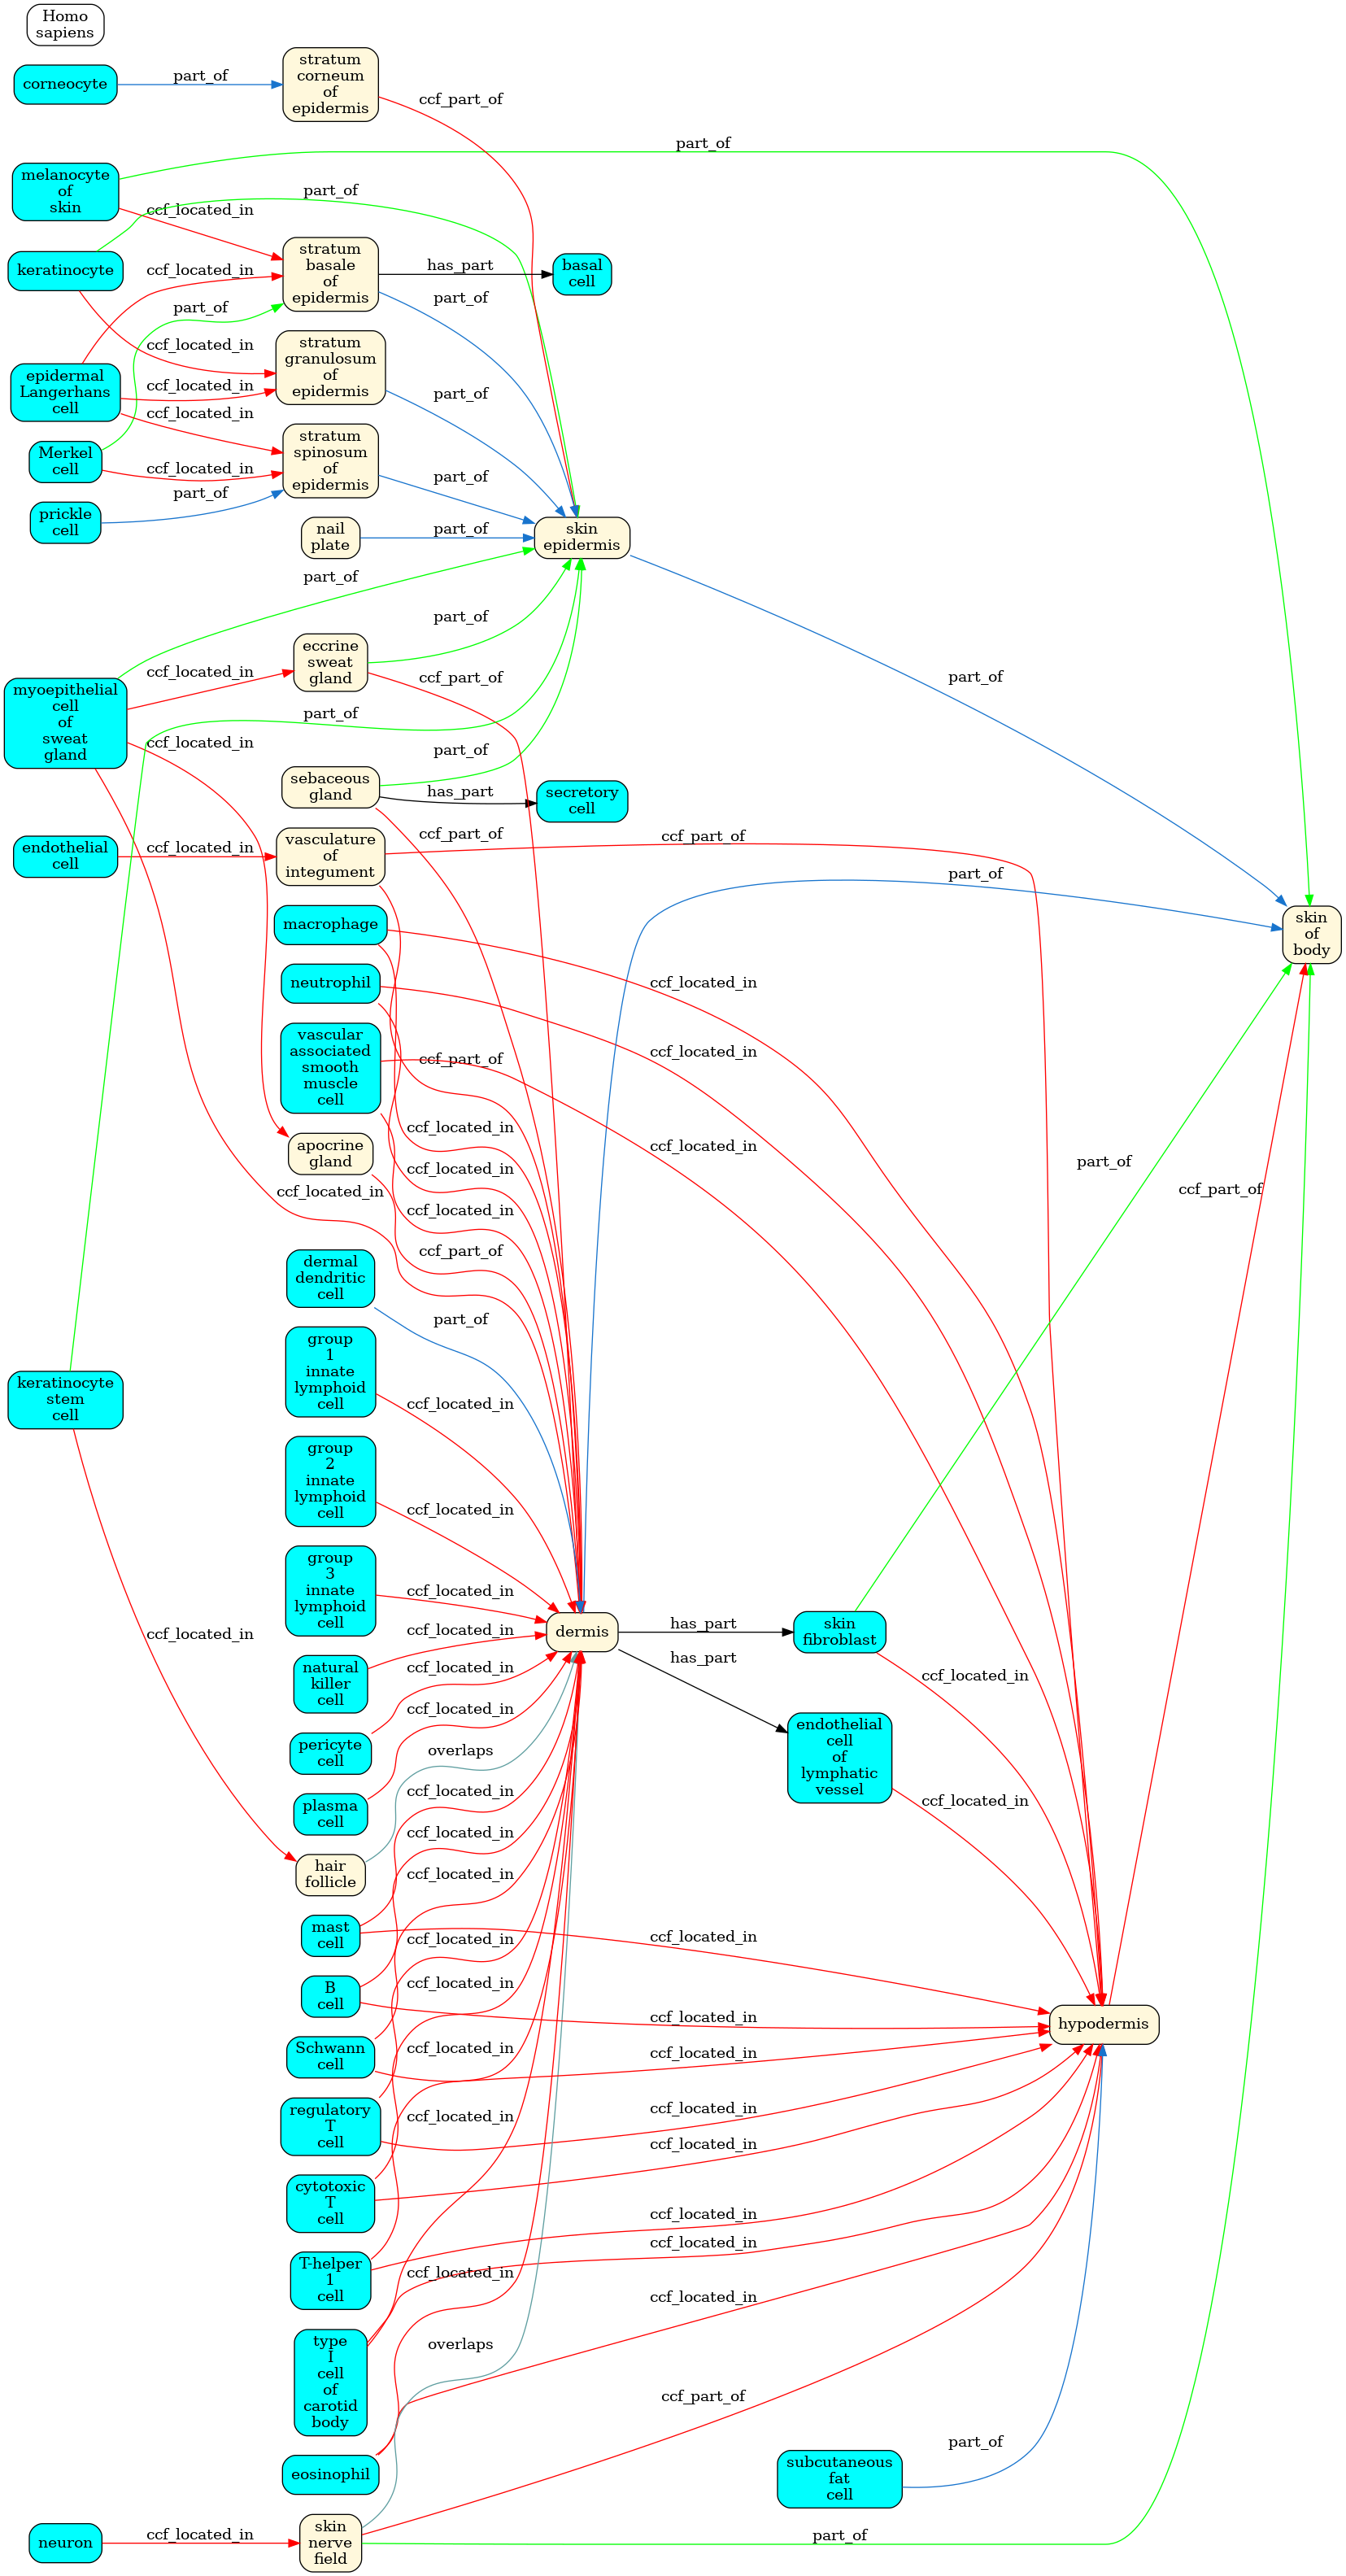 Homo
sapiens
corneocyte
part_of
stratum
corneum
of
epidermis
ccf_part_of
part_of
melanocyte
of
skin
ccf_located_in
part_of
keratinocyte
ccf_located_in
stratum
basale
of
epidermis
has_part
basal
cell
part_of
part_of
ccf_located_in
stratum
granulosum
of
epidermis
part_of
epidermal
Langerhans
cell
ccf_located_in
ccf_located_in
Merkel
cell
ccf_located_in
stratum
spinosum
of
epidermis
part_of
prickle
cell
part_of
nail
plate
part_of
skin
epidermis
part_of
part_of
eccrine
sweat
gland
part_of
ccf_part_of
myoepithelial
cell
of
sweat
gland
ccf_located_in
part_of
ccf_located_in
sebaceous
gland
part_of
has_part
secretory
cell
ccf_part_of
endothelial
cell
ccf_located_in
vasculature
of
integument
ccf_part_of
part_of
skin
of
body
macrophage
ccf_located_in
neutrophil
ccf_located_in
vascular
associated
smooth
muscle
cell
ccf_part_of
ccf_located_in
ccf_located_in
apocrine
gland
ccf_located_in
ccf_located_in
ccf_located_in
ccf_part_of
part_of
ccf_part_of
dermal
dendritic
cell
part_of
group
1
innate
lymphoid
cell
ccf_located_in
keratinocyte
stem
cell
group
2
innate
lymphoid
cell
ccf_located_in
group
3
innate
lymphoid
cell
ccf_located_in
ccf_located_in
dermis
has_part
skin
fibroblast
has_part
natural
killer
cell
ccf_located_in
ccf_located_in
ccf_located_in
pericyte
cell
ccf_located_in
overlaps
endothelial
cell
of
lymphatic
vessel
ccf_located_in
plasma
cell
ccf_located_in
ccf_located_in
hair
follicle
ccf_located_in
mast
cell
ccf_located_in
ccf_located_in
B
cell
ccf_located_in
ccf_located_in
hypodermis
Schwann
cell
ccf_located_in
ccf_located_in
regulatory
T
cell
ccf_located_in
ccf_located_in
cytotoxic
T
cell
ccf_located_in
T-helper
1
cell
ccf_located_in
ccf_located_in
ccf_located_in
type
I
cell
of
carotid
body
ccf_located_in
overlaps
ccf_part_of
eosinophil
part_of
subcutaneous
fat
cell
neuron
ccf_located_in
skin
nerve
field
part_of